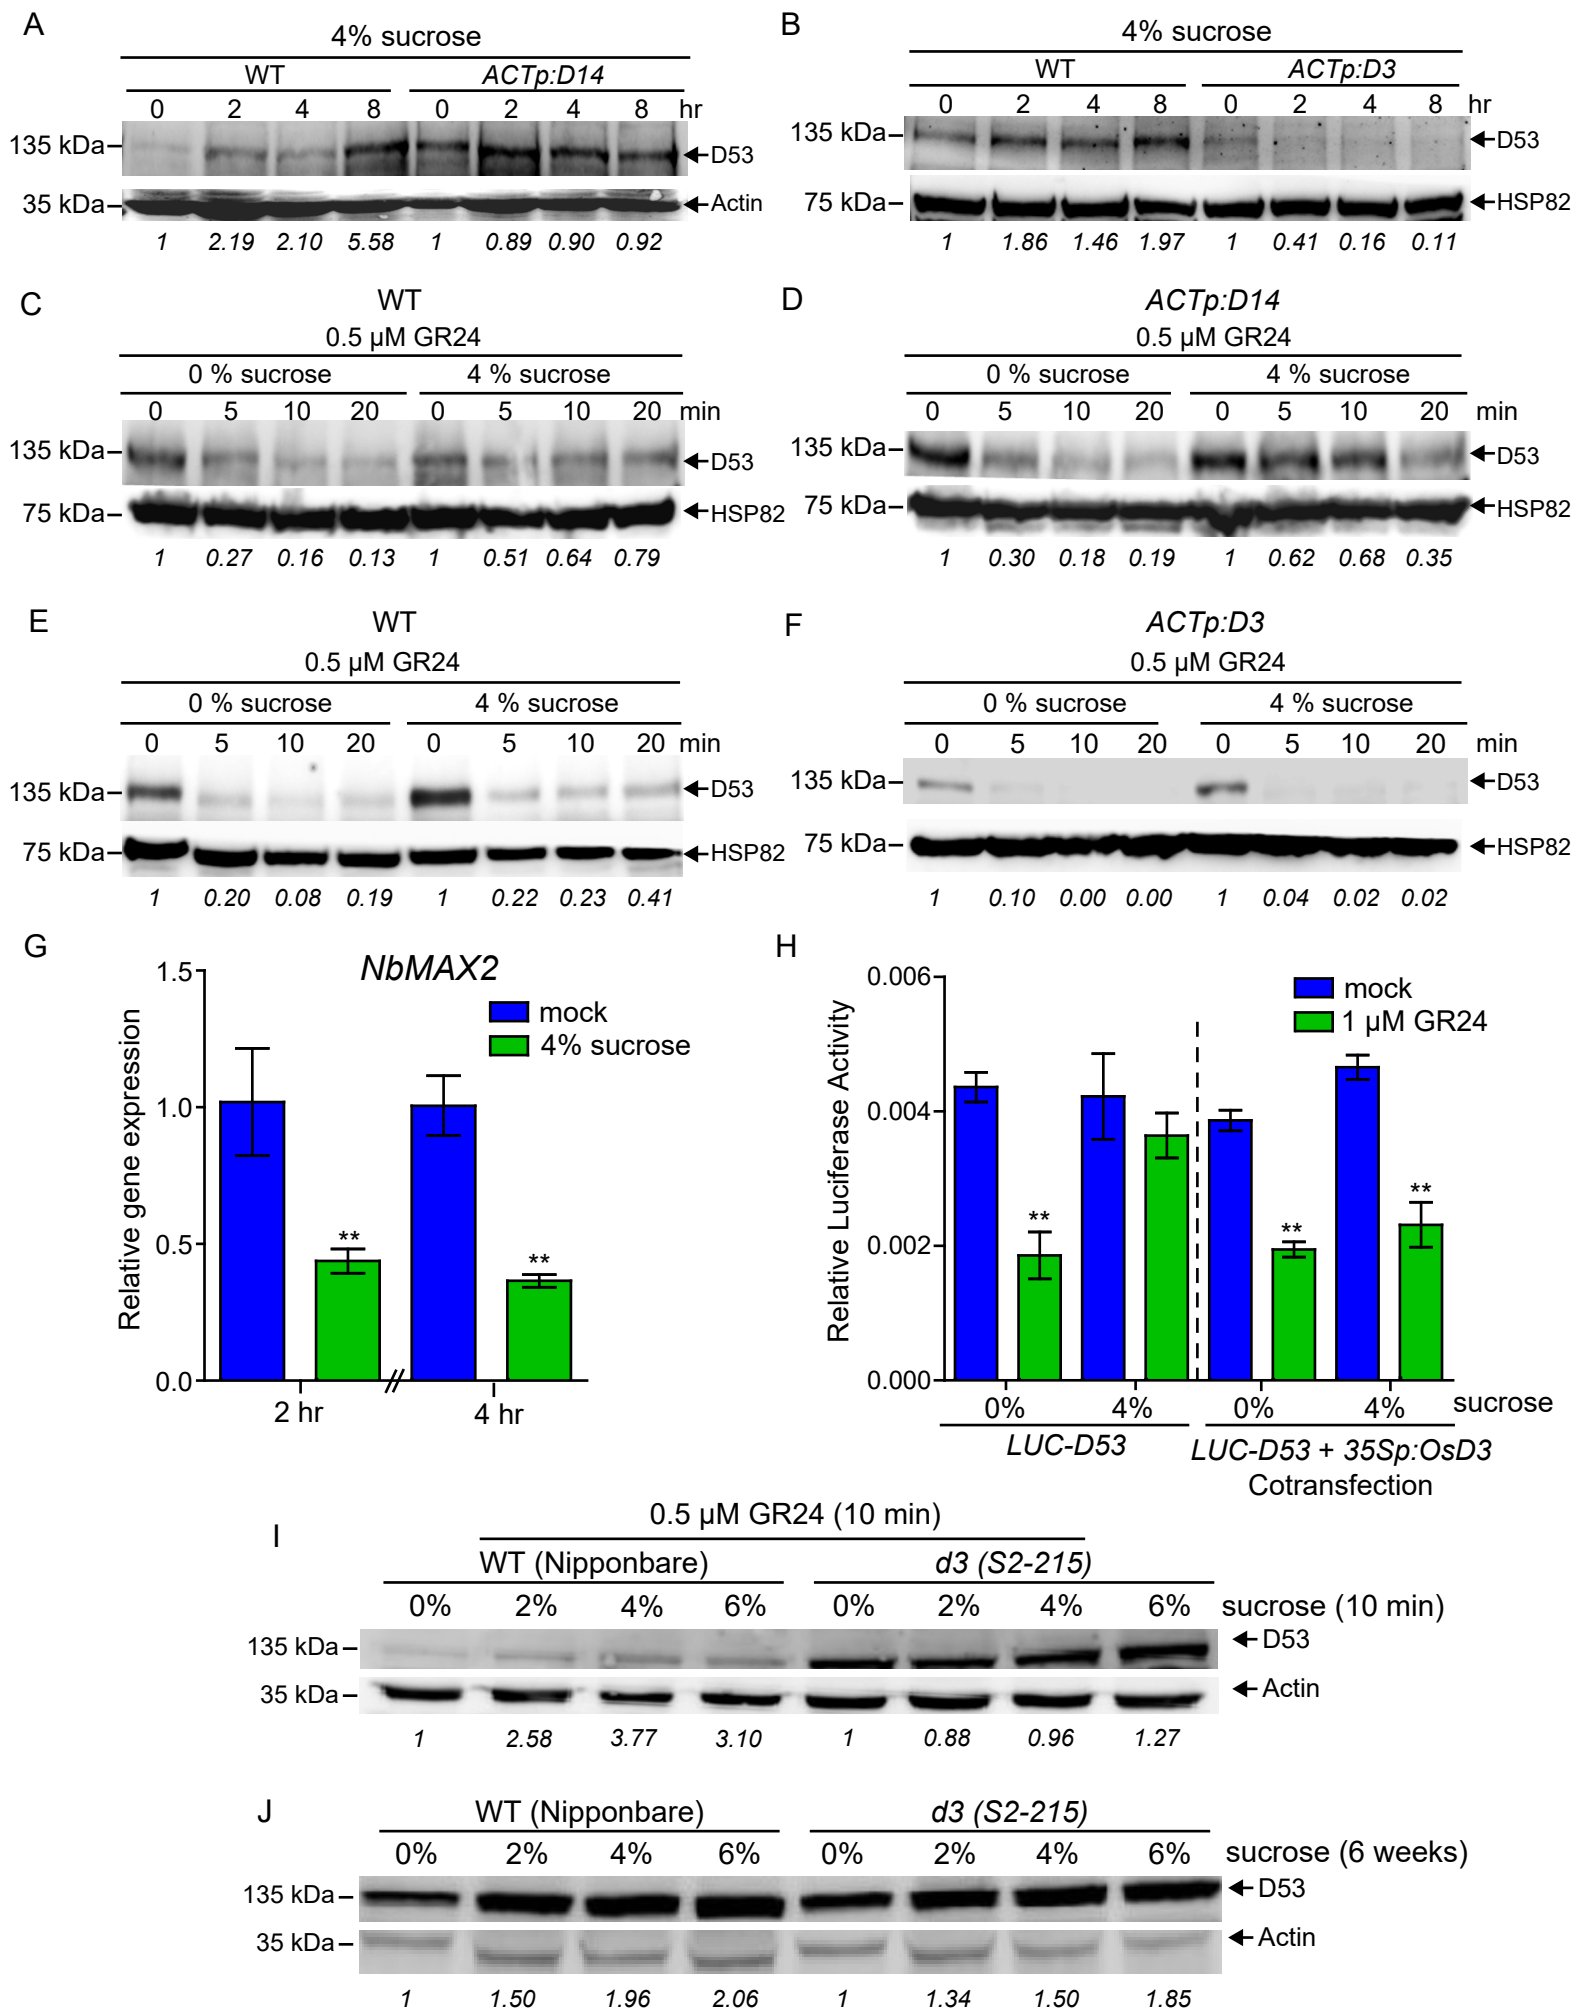 A
4% sucrose
WT ACTp:D14
0 2 4 8 0 2 4 8 hr
135 kDa D53
35 kDa Actin
1 2.19 2.10 5.58 1 0.89 0.90 0.92
B
4% sucrose
WT ACTp:D3
0 2 4 8 0 2 4 8 hr
135 kDa D53
75 kDa HSP82
1 1.86 1.46 1.97 1 0.41 0.16 0.11
C
WT
0.5 µM GR24
0 % sucrose 4 % sucrose
0 5 10 20 0 5 10 20 min
135 kDa D53
75 kDa HSP82
1 0.27 0.16 0.13 1 0.51 0.64 0.79
D
ACTp:D14
0.5 µM GR24
0 % sucrose 4 % sucrose
0 5 10 20 0 5 10 20 min
135 kDa D53
75 kDa HSP82
1 0.30 0.18 0.19 1 0.62 0.68 0.35
E
WT
0.5 µM GR24
0 % sucrose 4 % sucrose
0 5 10 20 0 5 10 20 min
135 kDa D53
75 kDa HSP82
1 0.20 0.08 0.19 1 0.22 0.23 0.41
F
ACTp:D3
0.5 µM GR24
0 % sucrose 4 % sucrose
0 5 10 20 0 5 10 20 min
135 kDa D53
75 kDa HSP82
1 0.10 0.00 0.00 1 0.04 0.02 0.02
G
NbMAX2
mock
4% sucrose
Relative gene expression
1.5
1.0
0.5
0.0
** **
2 hr 4 hr
H
mock
1 µM GR24
Relative Luciferase Activity
0.006
0.004
0.002
0.000
** ** **
0% 4% 0% 4% sucrose
LUC-D53 LUC-D53 + 35Sp:OsD3
Cotransfection
I
0.5 µM GR24 (10 min)
WT (Nipponbare) d3 (S2-215)
0% 2% 4% 6% 0% 2% 4% 6% sucrose (10 min)
135 kDa D53
35 kDa Actin
1 2.58 3.77 3.10 1 0.88 0.96 1.27
J
WT (Nipponbare) d3 (S2-215)
0% 2% 4% 6% 0% 2% 4% 6% sucrose (6 weeks)
135 kDa D53
35 kDa Actin
1 1.50 1.96 2.06 1 1.34 1.50 1.85